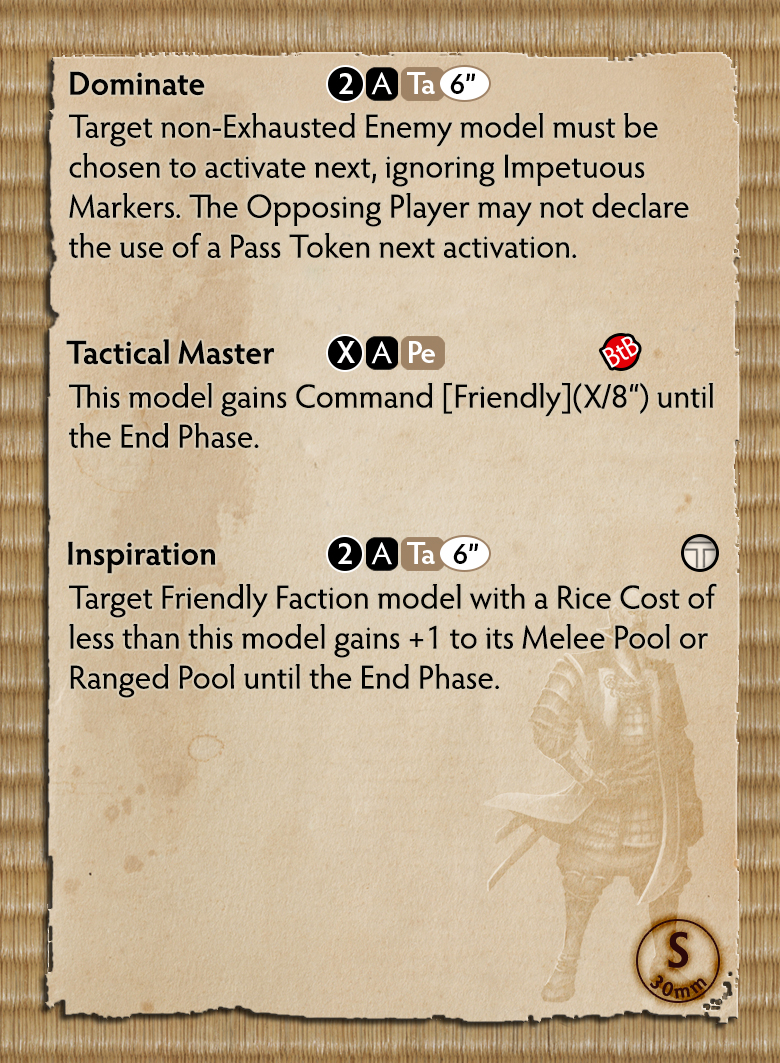 Dominate 2 A Ta 6”
Target non-Exhausted Enemy model must be
chosen to activate next, ignoring Impetuous
Markers. The Opposing Player may not declare
the use of a Pass Token next activation.
Tactical Master X A Pe BtB
This model gains Command [Friendly](X/8“) until
the End Phase.
Inspiration 2 A Ta 6” T
Target Friendly Faction model with a Rice Cost of
less than this model gains +1 to its Melee Pool or
Ranged Pool until the End Phase.
S
30mm